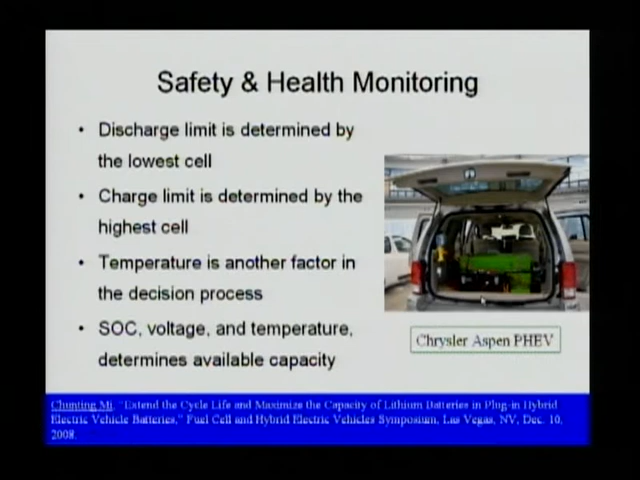 Safety & Health Monitoring
• Discharge limit is determined by
the lowest cell
• Charge limit is determined by the
highest cell
• Temperature is another factor in
the decision process
• SOC, voltage, and temperature,
determines available capacity
Chrysler Aspen PHEV
Chunting Mi, "Extend the Cycle Life and Maximize the Capacity of Lithium Batteries in Plug-in Hybrid
Electric Vehicle Batteries," Fuel Cell and Hybrid Electric Vehicles Symposium, Las Vegas, NV, Dec. 10,
2008.